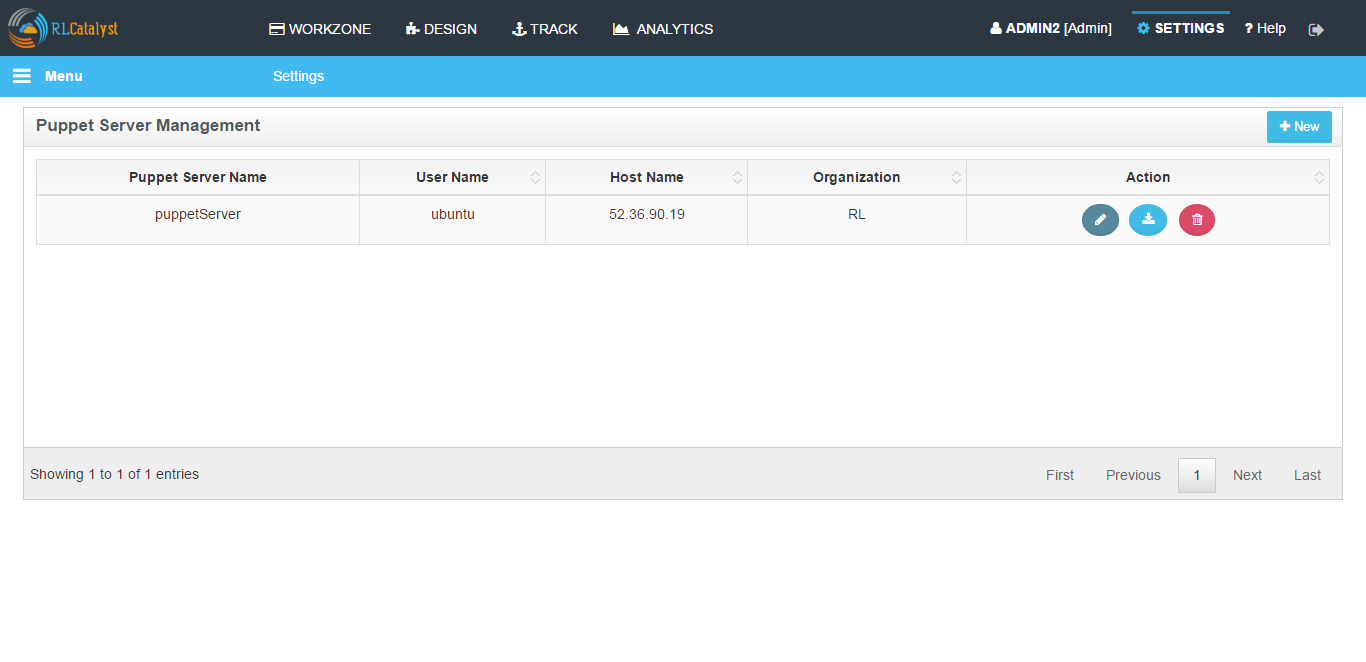 RLCatalyst WORKZONE DESIGN TRACK ANALYTICS ADMIN2 [Admin] SETTINGS ? Help
Menu Settings
Puppet Server Management New
Puppet Server Name User Name Host Name Organization Action
puppetServer ubuntu 52.36.90.19 RL
Showing 1 to 1 of 1 entries First Previous 1 Next Last